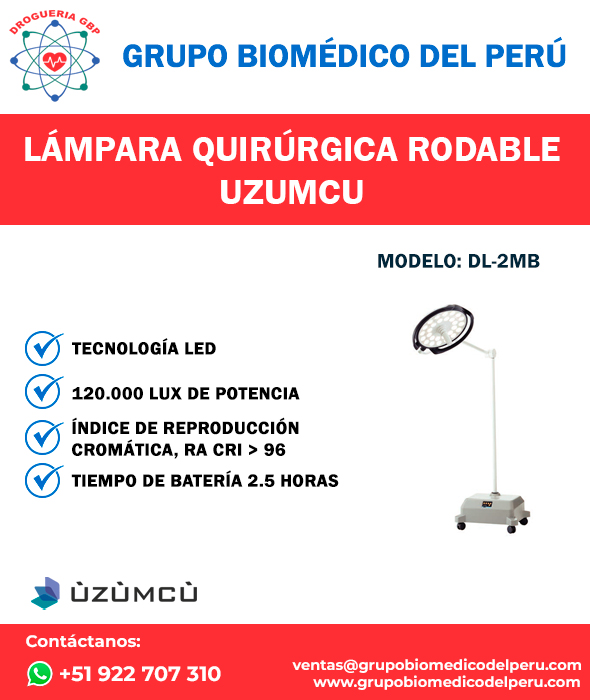 DROGUERIA GBP
GRUPO BIOMÉDICO DEL PERÚ
LÁMPARA QUIRÚRGICA RODABLE
UZUMCU
MODELO: DL-2MB
TECNOLOGÍA LED
120.000 LUX DE POTENCIA
ÍNDICE DE REPRODUCCIÓN
CROMÁTICA, RA CRI > 96
TIEMPO DE BATERÍA 2.5 HORAS
ÙZÙMCÙ
Contáctanos:
+51 922 707 310
ventas@grupobiomedicodelperu.com
www.grupobiomedicodelperu.com